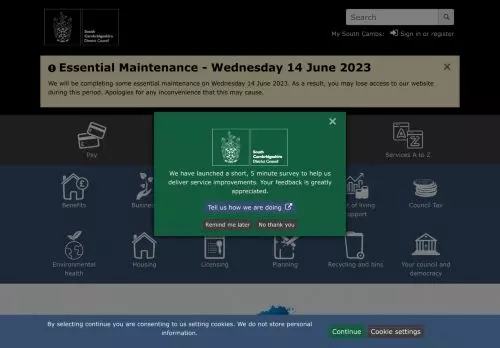 South
Cambridgeshire
District Council
Search
My South Cambs: Sign in or register
Essential Maintenance - Wednesday 14 June 2023
We will be completing some essential maintenance on Wednesday 14 June 2023. As a result, you may lose access to our website
during this period. Apologies for any inconvenience that this may cause.
Pay
Services A to Z
South
Cambridgeshire
District Council
We have launched a short, 5 minute survey to help us
deliver service improvements. Your feedback is greatly
appreciated.
Tell us how we are doing
Remind me later No thank you
Benefits
of living
support
Council Tax
Environmental
health
Housing
Licensing
Planning
Recycling and bins
Your council and
democracy
By selecting continue you are consenting to us setting cookies. We do not store personal
information.
Continue Cookie settings